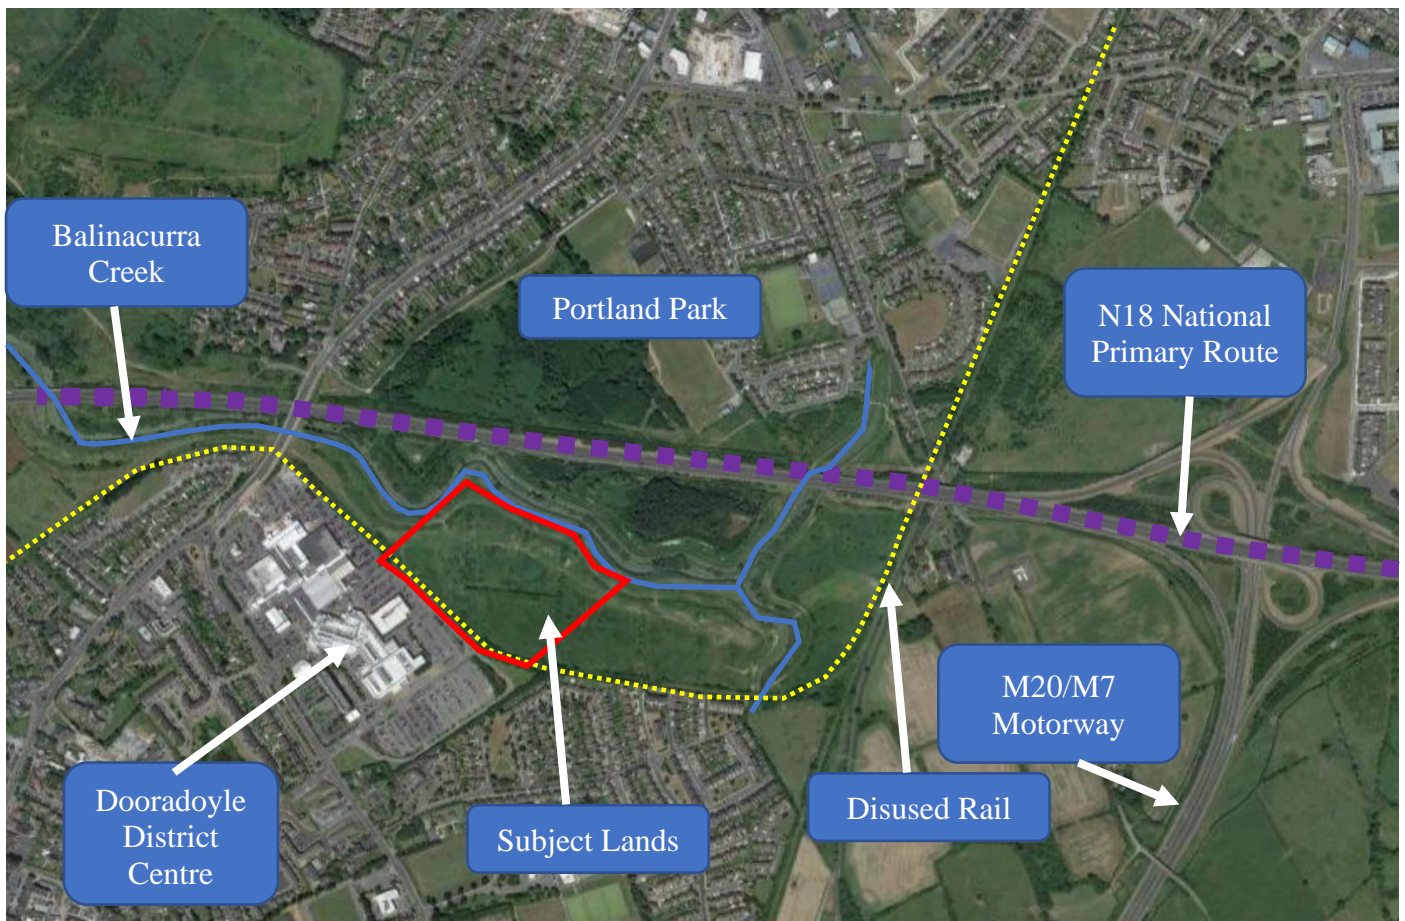 Balinacurra
Creek
Portland Park
N18 National
Primary Route
M20/M7
Motorway
Dooradoyle
District
Centre
Subject Lands
Disused Rail